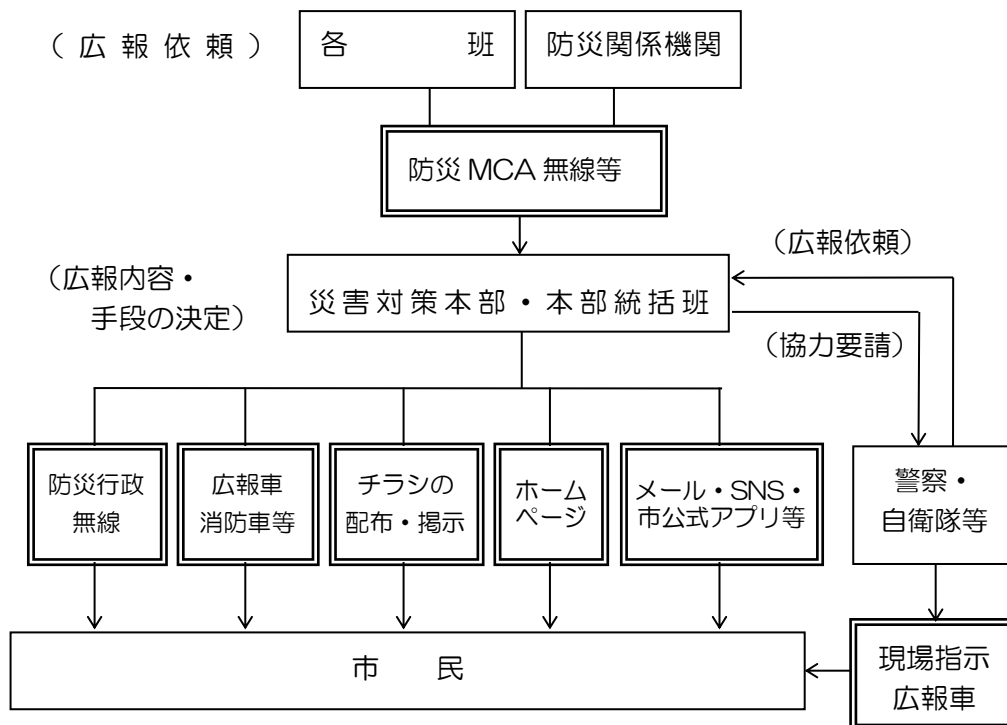 （広報依頼）
各　　班
防災関係機関
防災MCA無線等
（広報依頼）
（広報内容・
手段の決定）
災害対策本部・本部統括班
（協力要請）
防災行政
無線
広報車
消防車等
チラシの
配布・掲示
ホーム
ページ
メール・SNS・
市公式アプリ等
警察・
自衛隊等
市　民
現場指示
広報車